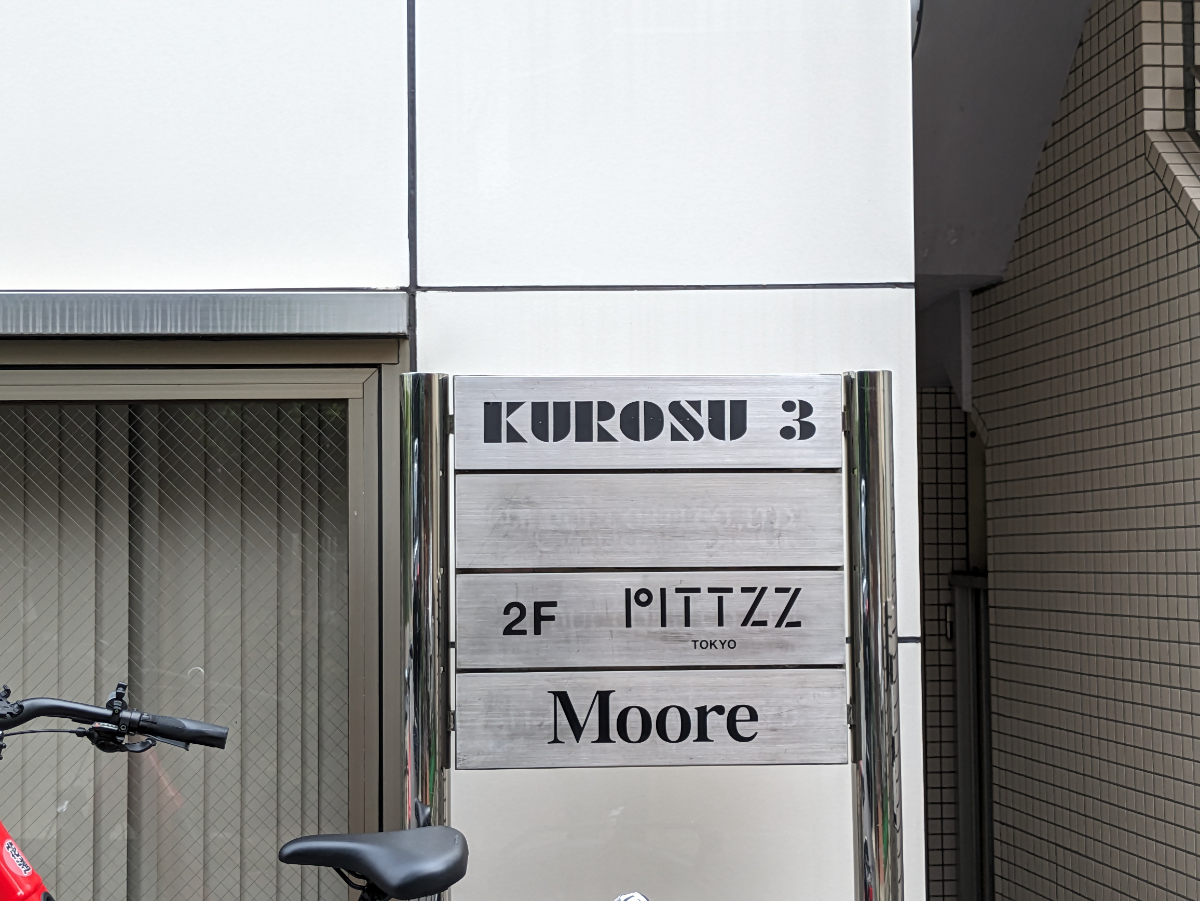 KUROSU 3
2F PITTZZ
TOKYO
Moore